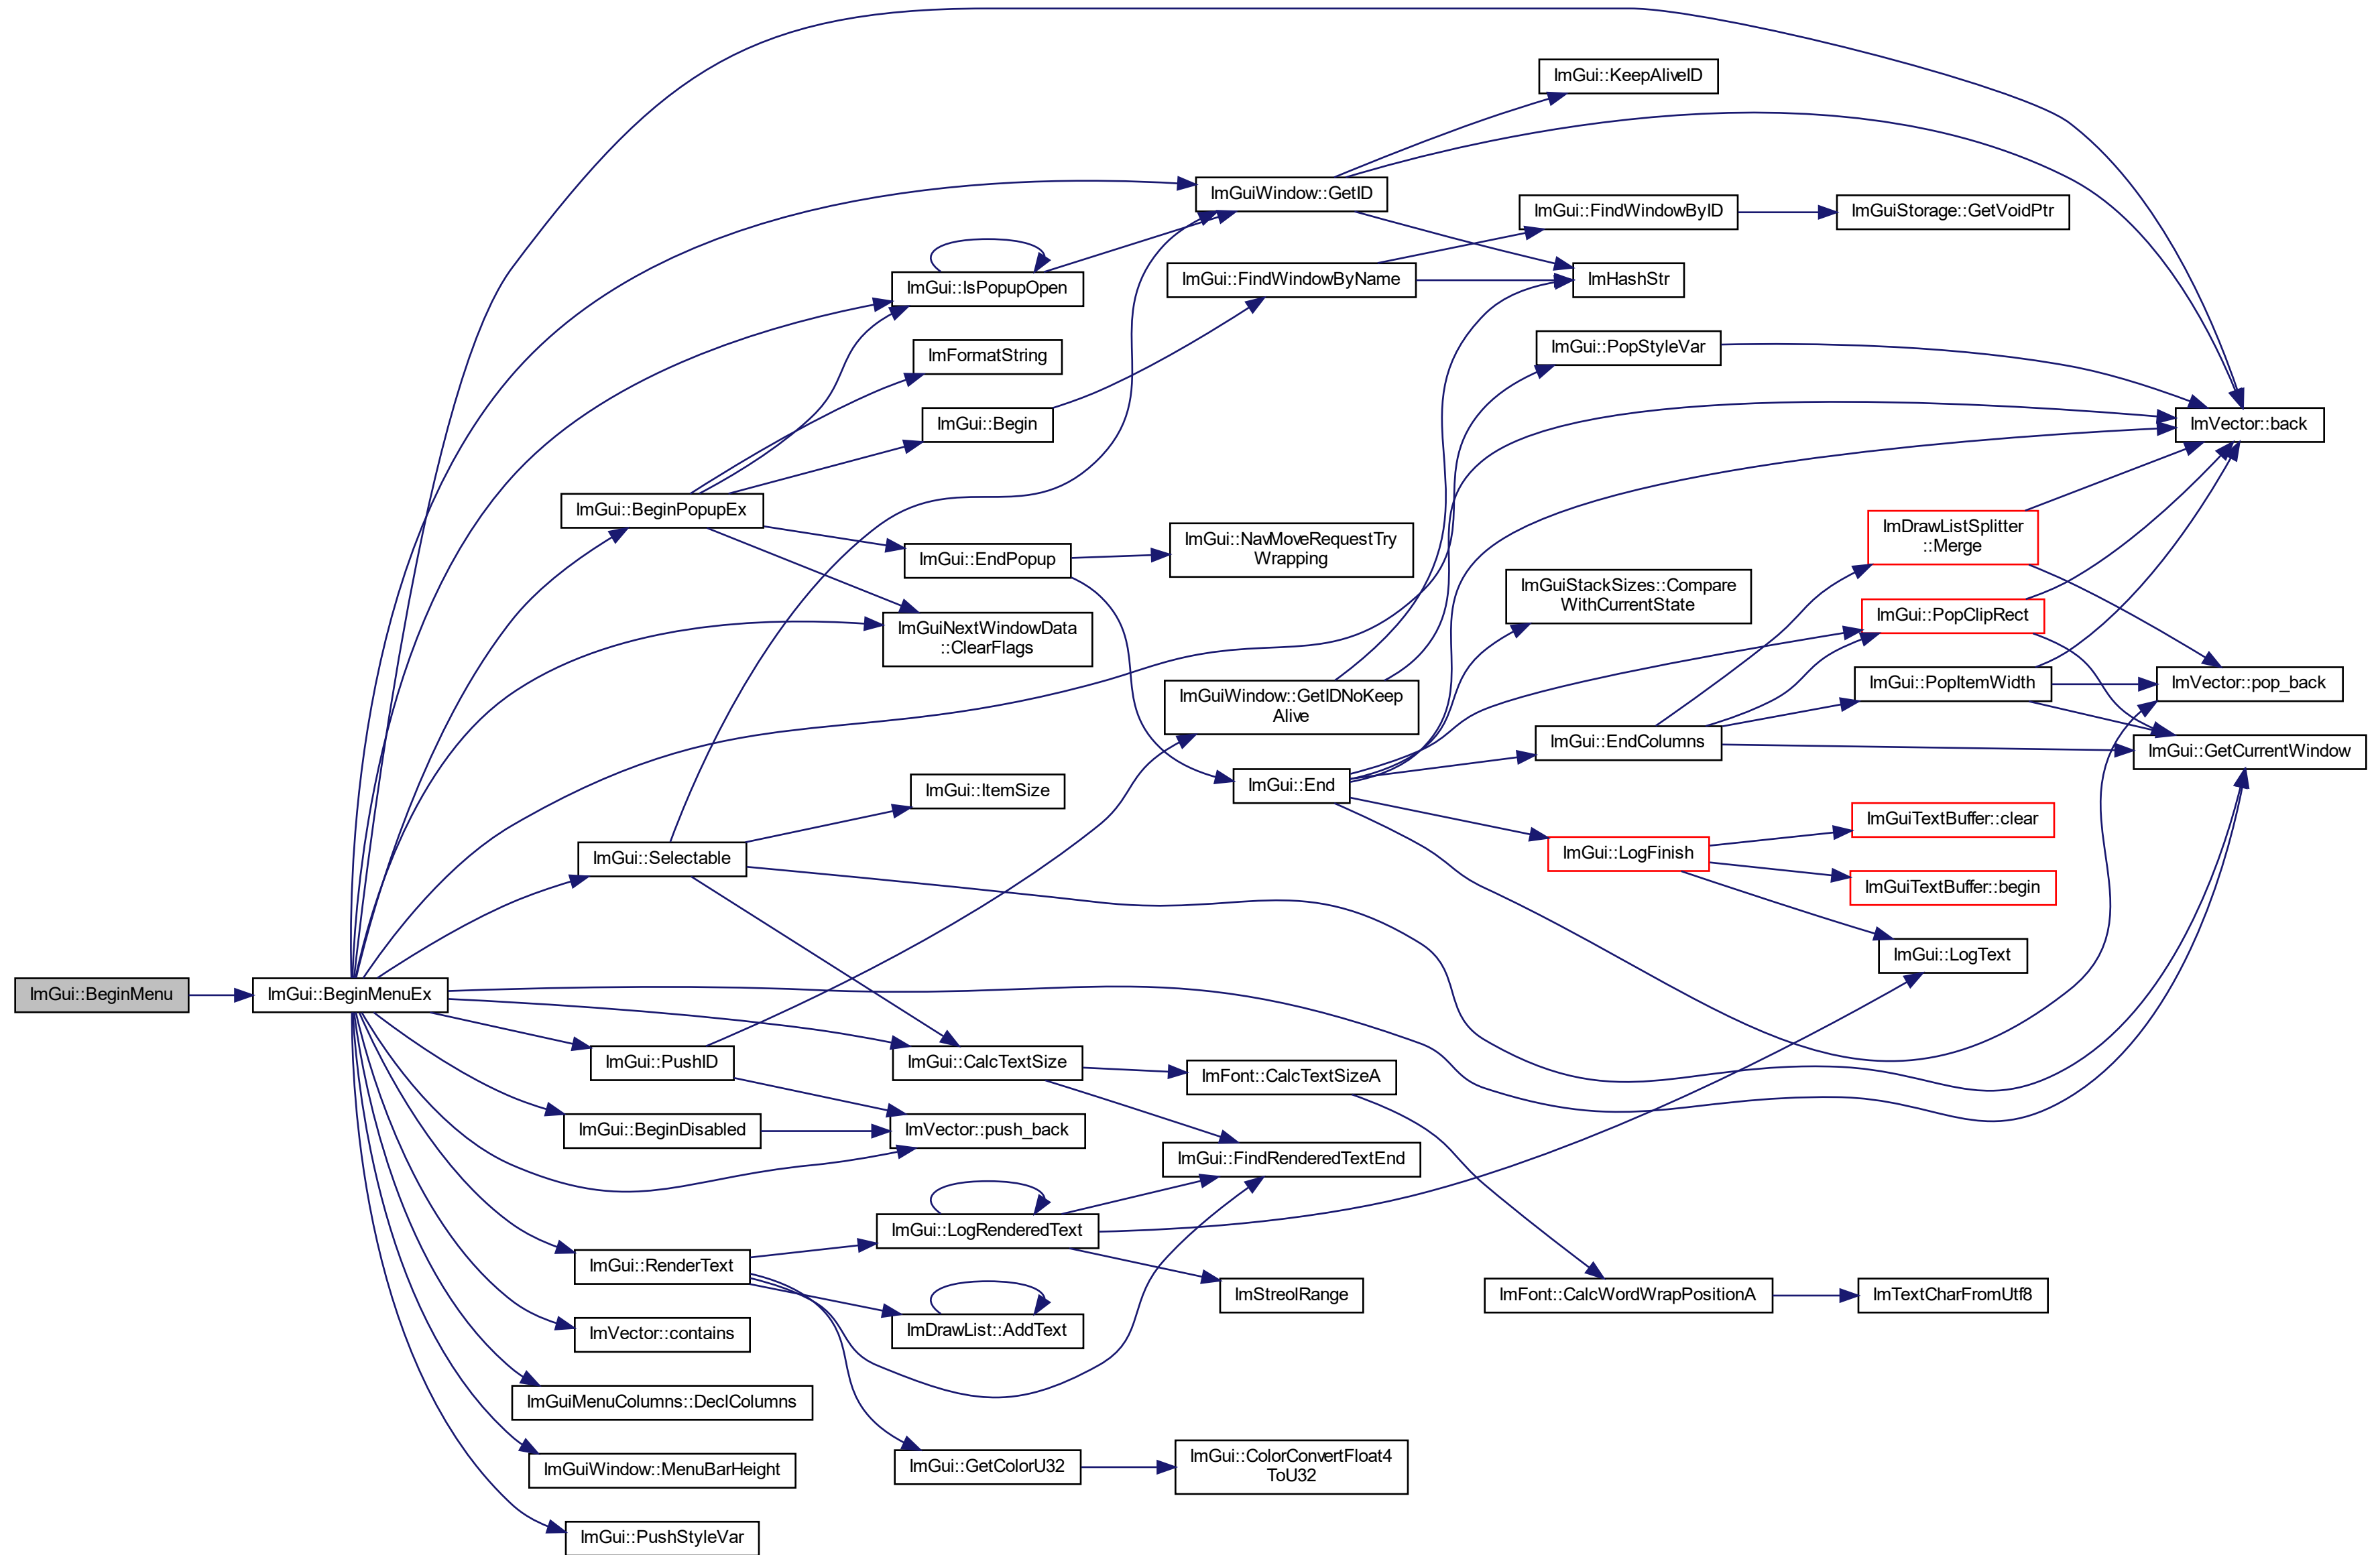 ImGui::BeginMenu
ImGui::BeginMenuEx
ImGui::BeginPopupEx
ImGui::Selectable
ImGui::PushID
ImGui::BeginDisabled
ImGui::RenderText
ImVector::contains
ImGuiMenuColumns::DeclColumns
ImGuiWindow::MenuBarHeight
ImGui::PushStyleVar
ImGui::IsPopupOpen
ImFormatString
ImGui::Begin
ImGui::EndPopup
ImGuiNextWindowData
::ClearFlags
ImGui::ItemSize
ImGui::CalcTextSize
ImVector::push_back
ImGui::LogRenderedText
ImDrawList::AddText
ImGui::GetColorU32
ImGuiWindow::GetID
ImGui::FindWindowByName
ImGui::NavMoveRequestTry
Wrapping
ImGuiWindow::GetIDNoKeep
Alive
ImGui::End
ImFont::CalcTextSizeA
ImGui::FindRenderedTextEnd
ImStreolRange
ImGui::ColorConvertFloat4
ToU32
ImGui::KeepAliveID
ImGui::FindWindowByID
ImHashStr
ImGui::PopStyleVar
ImGuiStackSizes::Compare
WithCurrentState
ImGui::EndColumns
ImGui::LogFinish
ImFont::CalcWordWrapPositionA
ImGuiStorage::GetVoidPtr
ImDrawListSplitter
::Merge
ImGui::PopClipRect
ImGui::PopItemWidth
ImGuiTextBuffer::clear
ImGuiTextBuffer::begin
ImGui::LogText
ImTextCharFromUtf8
ImVector::back
ImVector::pop_back
ImGui::GetCurrentWindow